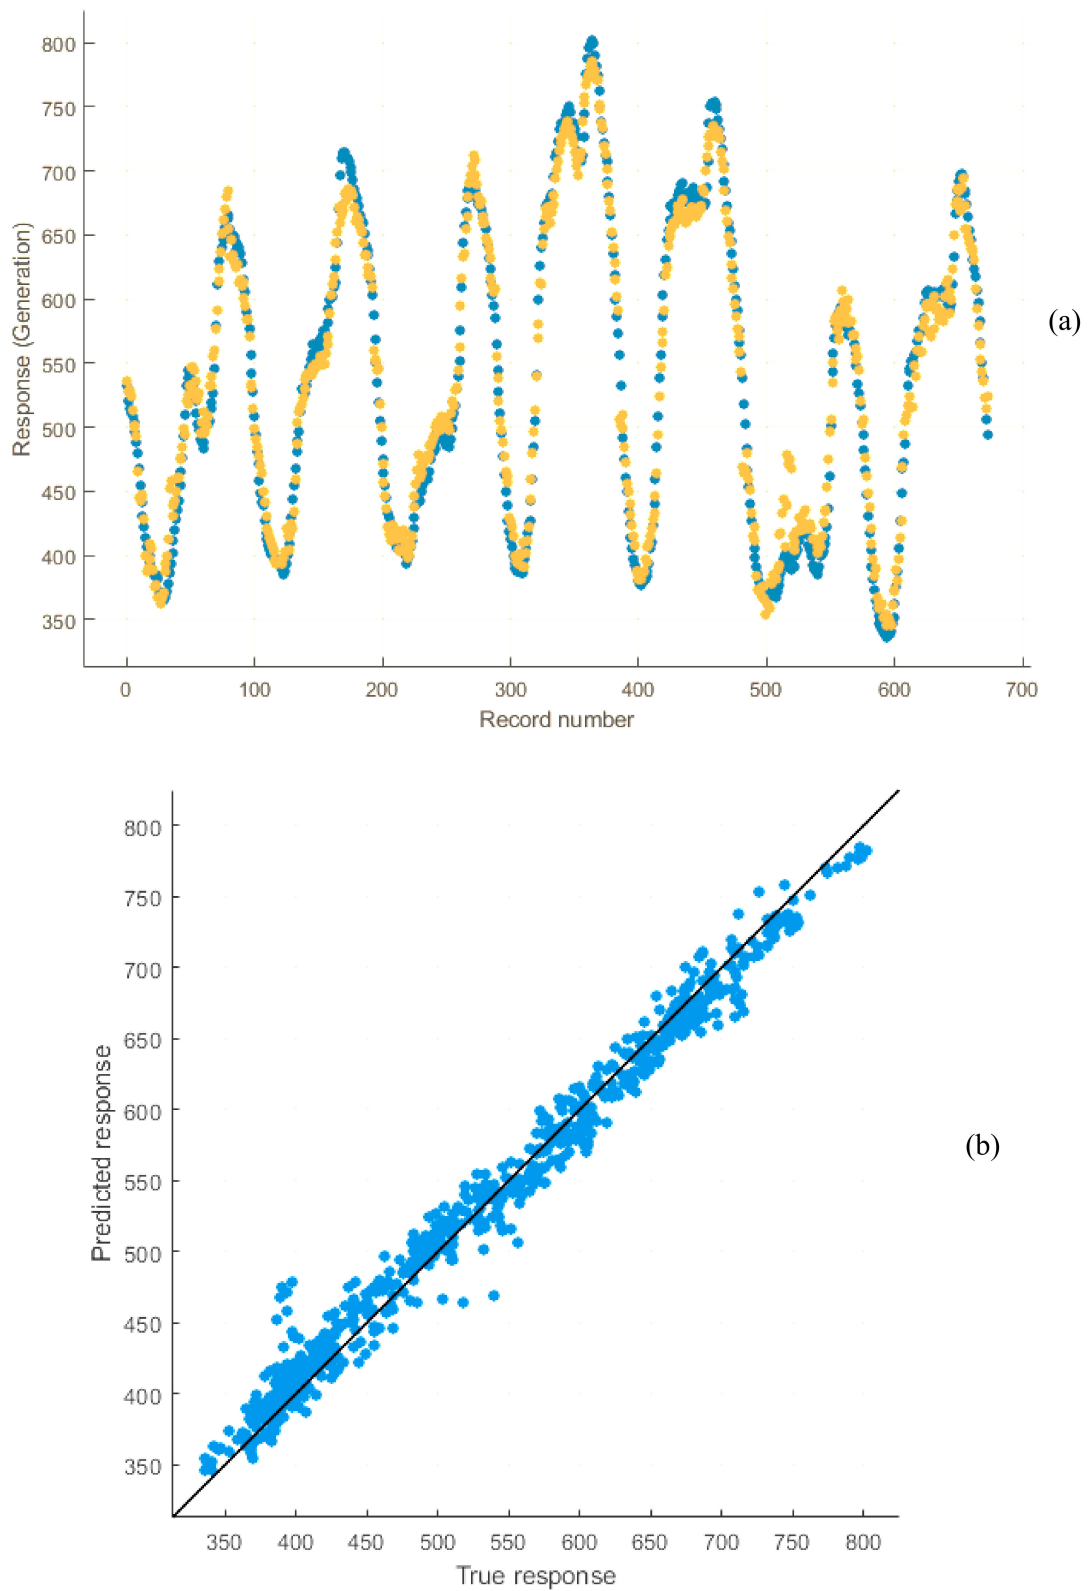 800
750
700
650
600
550
500
450
400
350
Response (Generation)
0 100 200 300 400 500 600 700
Record number
(a)
800
750
700
650
600
550
500
450
400
350
Predicted response
350 400 450 500 550 600 650 700 750 800
True response
(b)